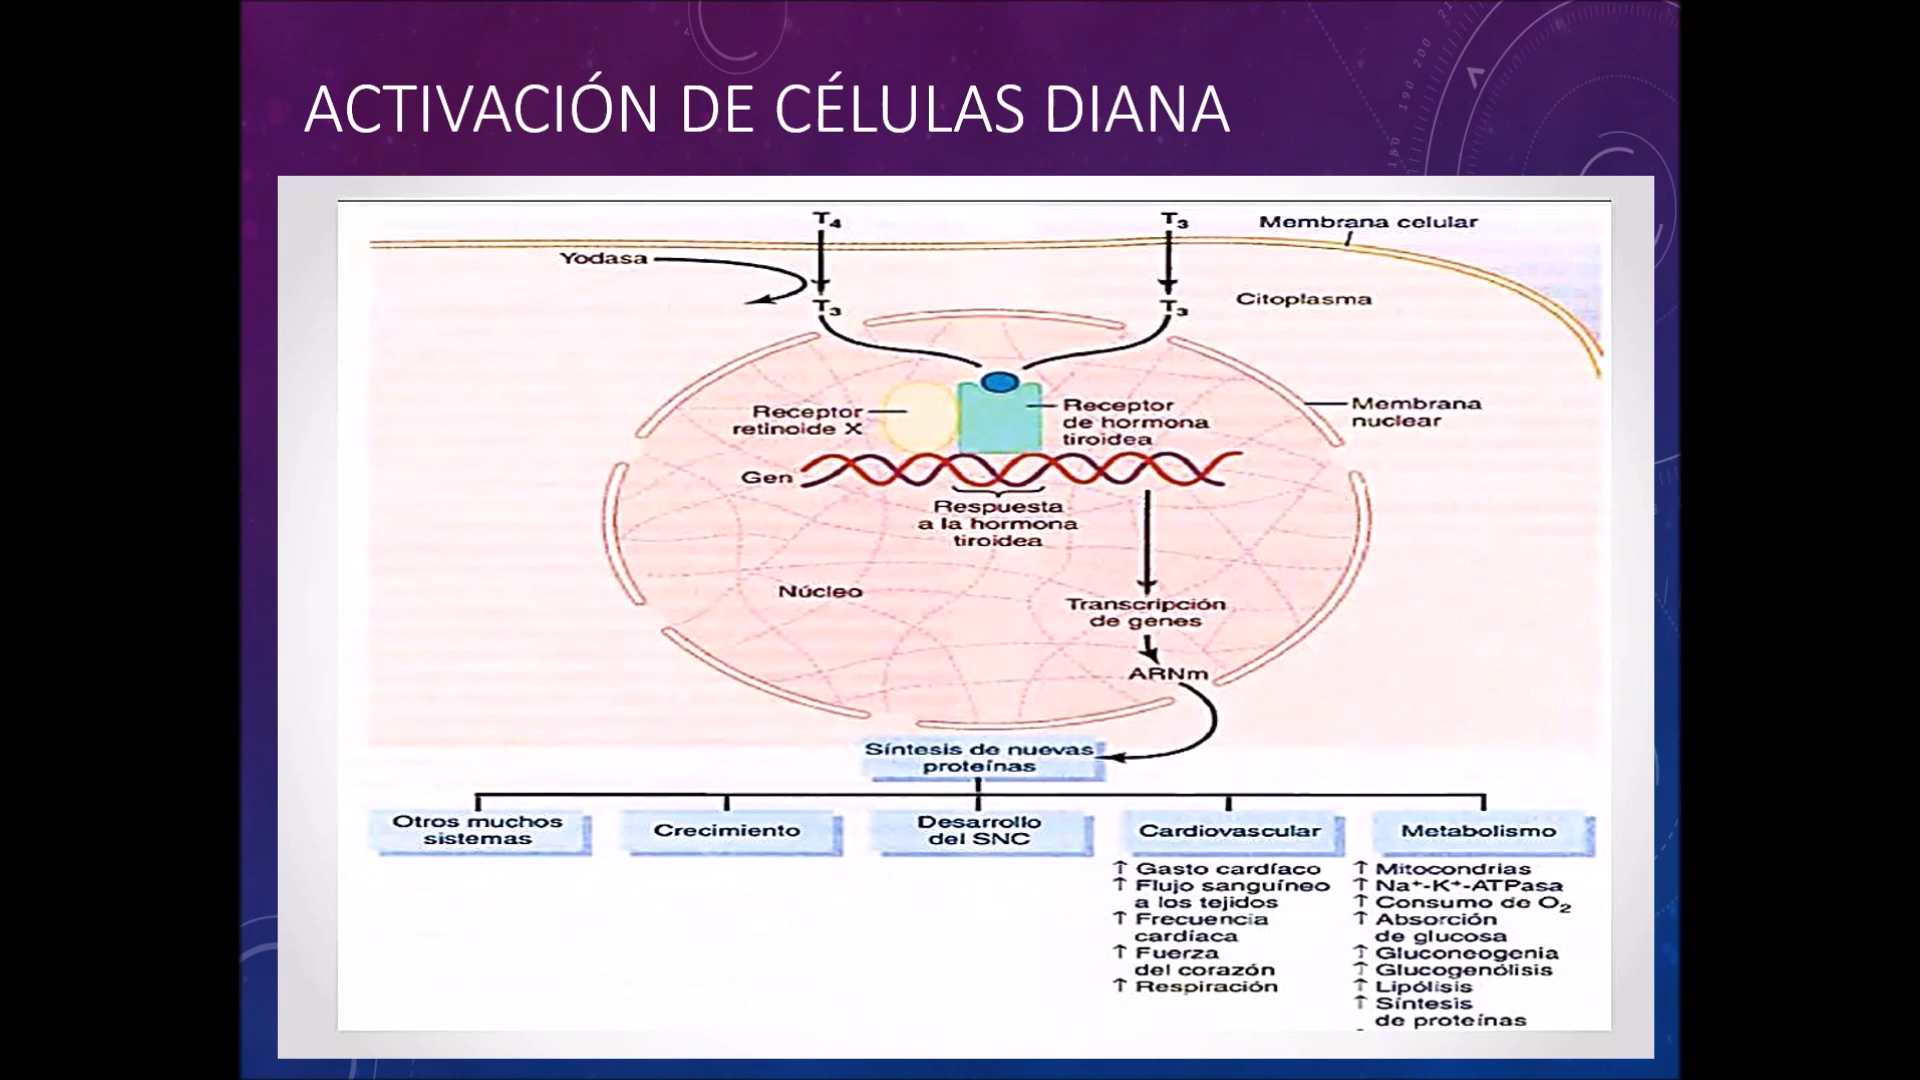 ACTIVACIÓN DE CÉLULAS DIANA
T4
T3
Membrana celular
Yodasa
T3
T3
Citoplasma
Receptor
retinoide X
Receptor
de hormona
tiroidea
Membrana
nuclear
Gen
Respuesta
a la hormona
tiroidea
Núcleo
Transcripción
de genes
ARNm
Síntesis de nuevas
proteínas
Otros muchos
sistemas
Crecimiento
Desarrollo
del SNC
Cardiovascular
↑ Gasto cardíaco
↑ Flujo sanguíneo
a los tejidos
↑ Frecuencia
cardíaca
↑ Fuerza
del corazón
↑ Respiración
Metabolismo
↑ Mitocondrias
↑ Na⁺-K⁺-ATPasa
↑ Consumo de O₂
↑ Absorción
de glucosa
↑ Gluconeogenia
↑ Glucogenólisis
↑ Lipólisis
↑ Síntesis
de proteínas
180
190
200